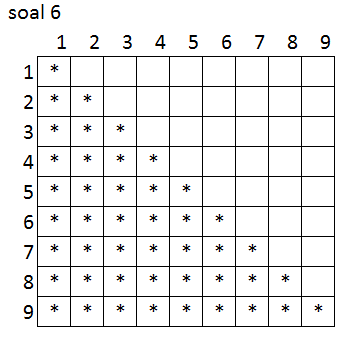 soal 6
1 2 3 4 5 6 7 8 9
1 *
2 * *
3 * * *
4 * * * *
5 * * * * *
6 * * * * * *
7 * * * * * * *
8 * * * * * * * *
9 * * * * * * * * *